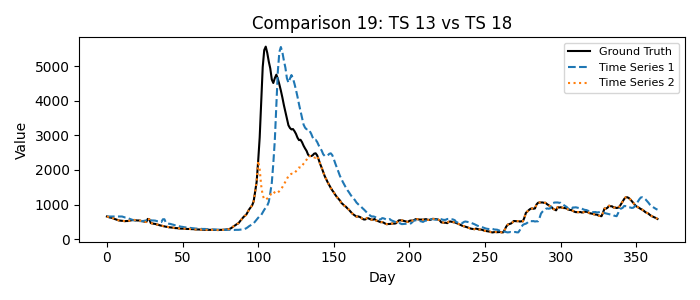 Comparison 19: TS 13 vs TS 18
Ground Truth
Time Series 1
Time Series 2
Value
5000
4000
3000
2000
1000
0
0 50 100 150 200 250 300 350
Day